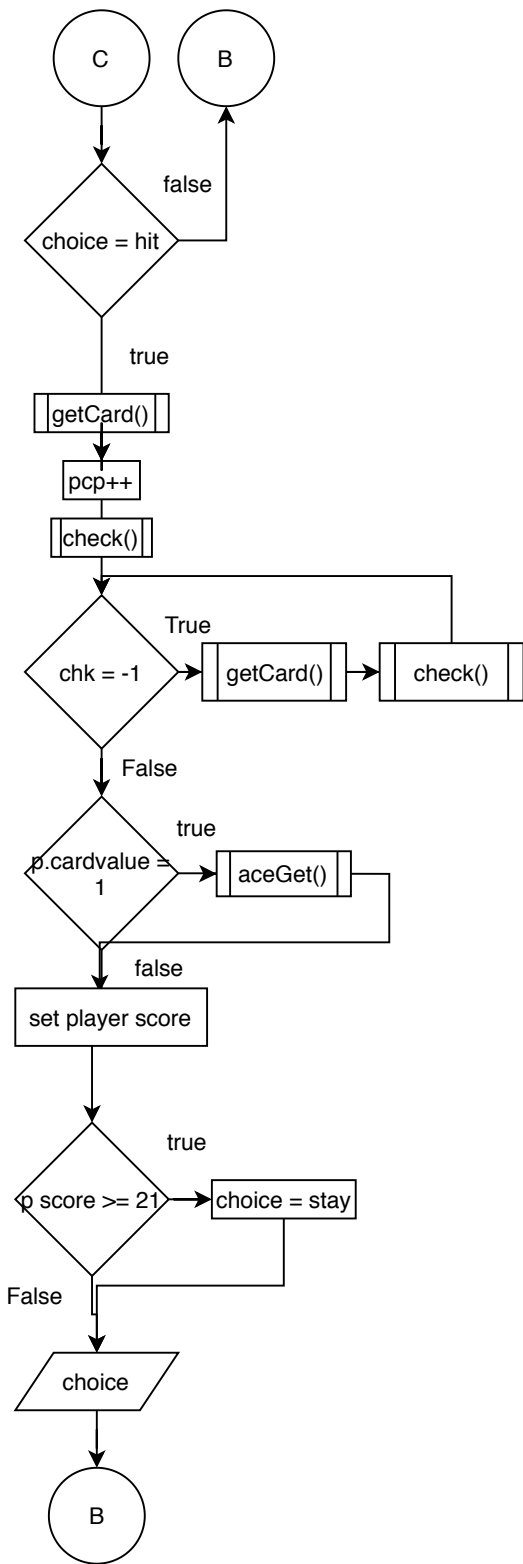 C
B
false
choice = hit
true
getCard()
pcp++
check()
True
chk = -1
getCard()
check()
False
true
p.cardvalue =
1
aceGet()
false
set player score
true
p score >= 21
choice = stay
False
choice
B